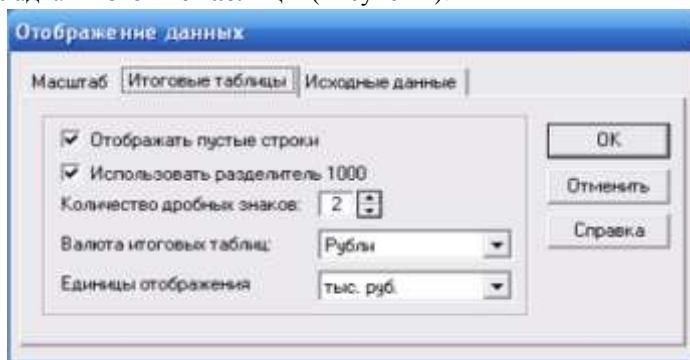 Отображение данных
Масштаб Итоговые таблицы Исходные данные
Отображать пустые строки
Использовать разделитель 1000
Количество дробных знаков: 2
Валюта итоговых таблиц: Рубли
Единицы отображения тыс. руб.
OK
Отменить
Справка